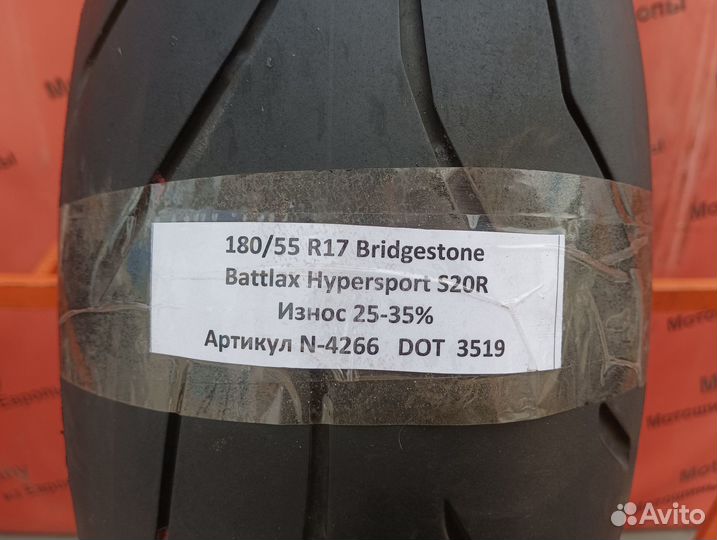 180/55 R17 Bridgestone
Battlax Hypersport S20R
Износ 25-35%
Артикул N-4266 DOT 3519
Avito